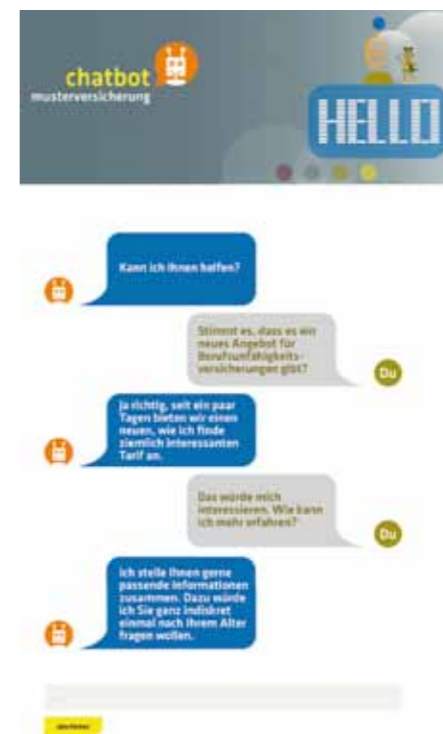 chatbot
musterversicherung
HELLO
Kann ich Ihnen helfen?
Stimmt es, dass es ein
neues Angebot für
Berufsunfähigkeits-
versicherungen gibt?
Du
Ja richtig, seit ein paar
Tagen bieten wir einen
neuen, wie ich finde
ziemlich interessanten
Tarif an.
Das würde mich
interessieren. Wie kann
ich mehr erfahren?
Du
Ich stelle Ihnen gerne
passende Informationen
zusammen. Dazu würde
ich Sie ganz indiskret
einmal nach Ihrem Alter
fragen wollen.